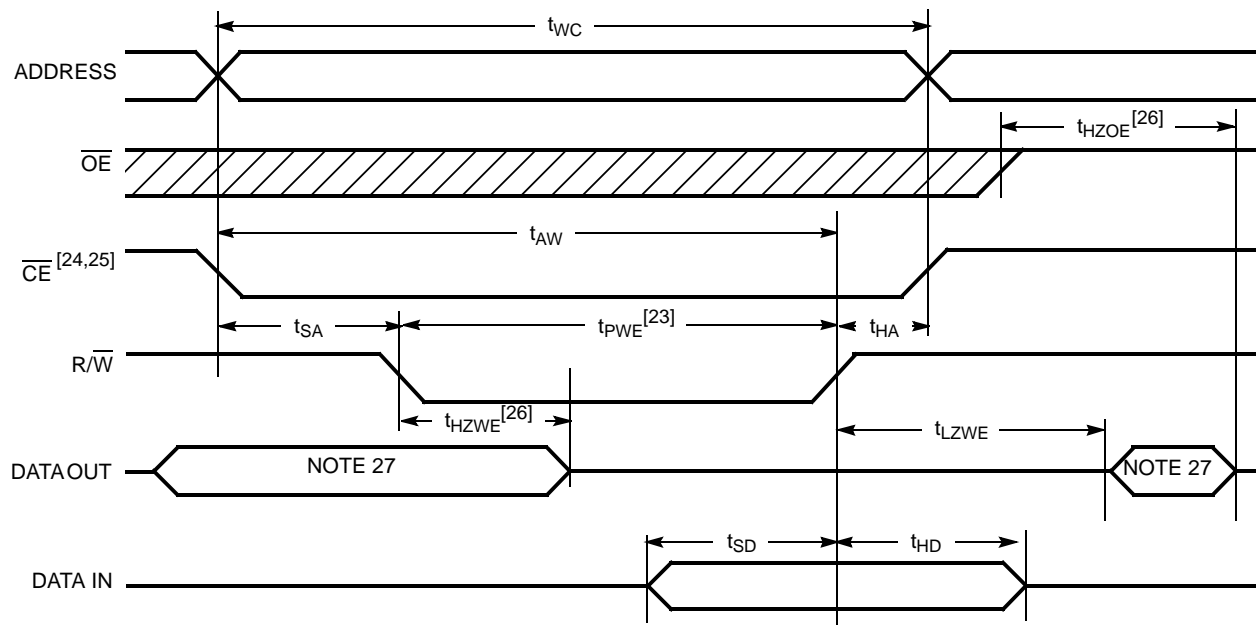 tWC
ADDRESS
tHZOE[26]
OE
tAW
CE [24,25]
tSA
tPWE[23]
tHA
R/W
tHZWE[26]
tLZWE
DATA OUT
NOTE 27
NOTE 27
tSD
tHD
DATA IN